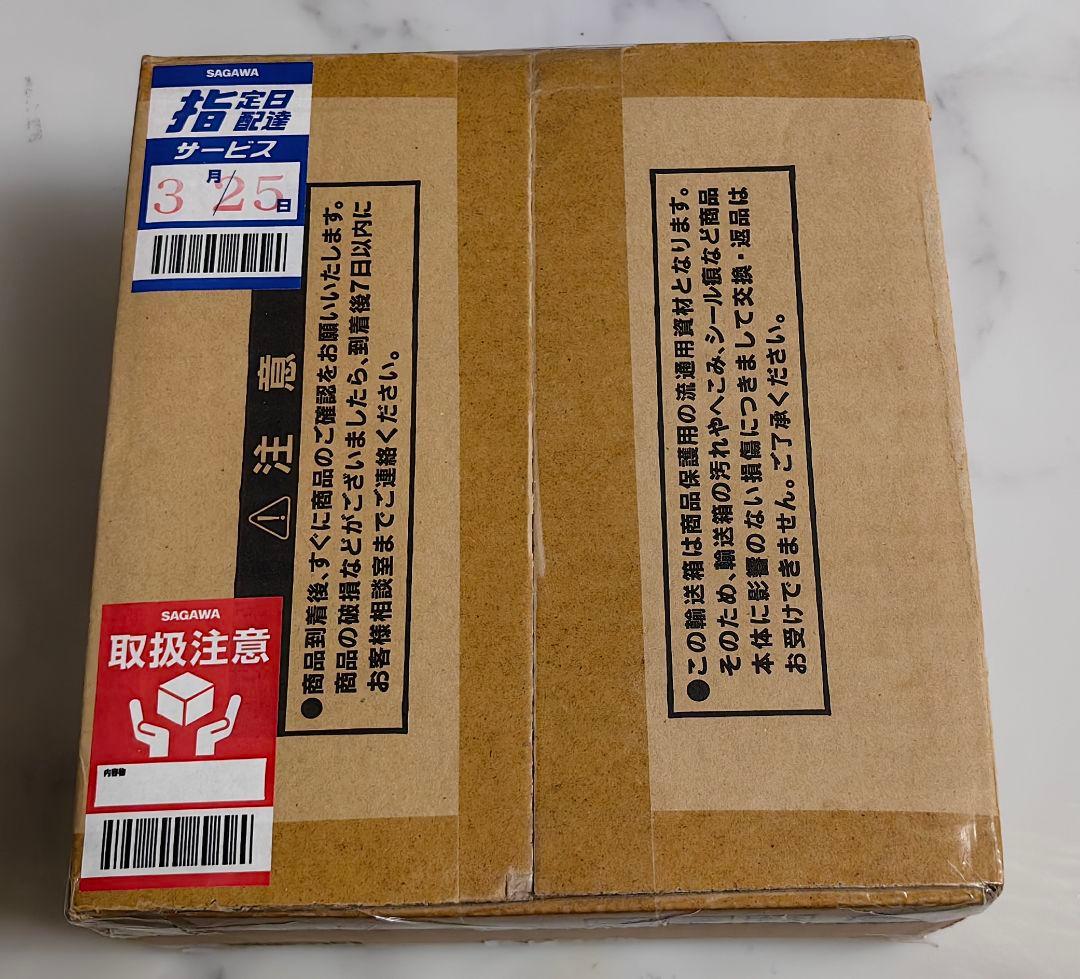 SAGAWA
指定日
配達
サービス
3月/25日
⚠注意
●商品到着後、すぐに商品のご確認をお願いいたします。
商品の破損などがございましたら、到着後7日以内に
お客様相談室までご連絡ください。
●この輸送箱は商品保護用の流通用資材となります。
そのため、輸送箱の汚れやへこみ、シール痕など商品
本体に影響のない損傷につきまして交換・返品は
お受けできません。ご了承ください。
SAGAWA
取扱注意
内容物